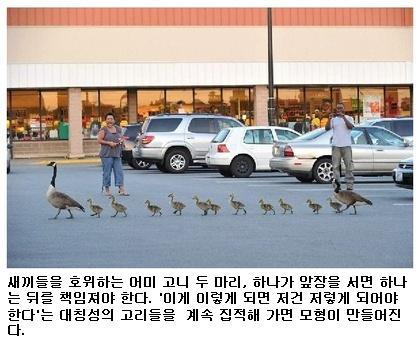 새끼들을 호위하는 어미 고니 두 마리, 하나가 앞장을 서면 하나
는 뒤를 책임져야 한다. '이게 이렇게 되면 저건 저렇게 되어야
한다'는 대칭성의 고리들을  계속 집적해 가면 모형이 만들어진
다.